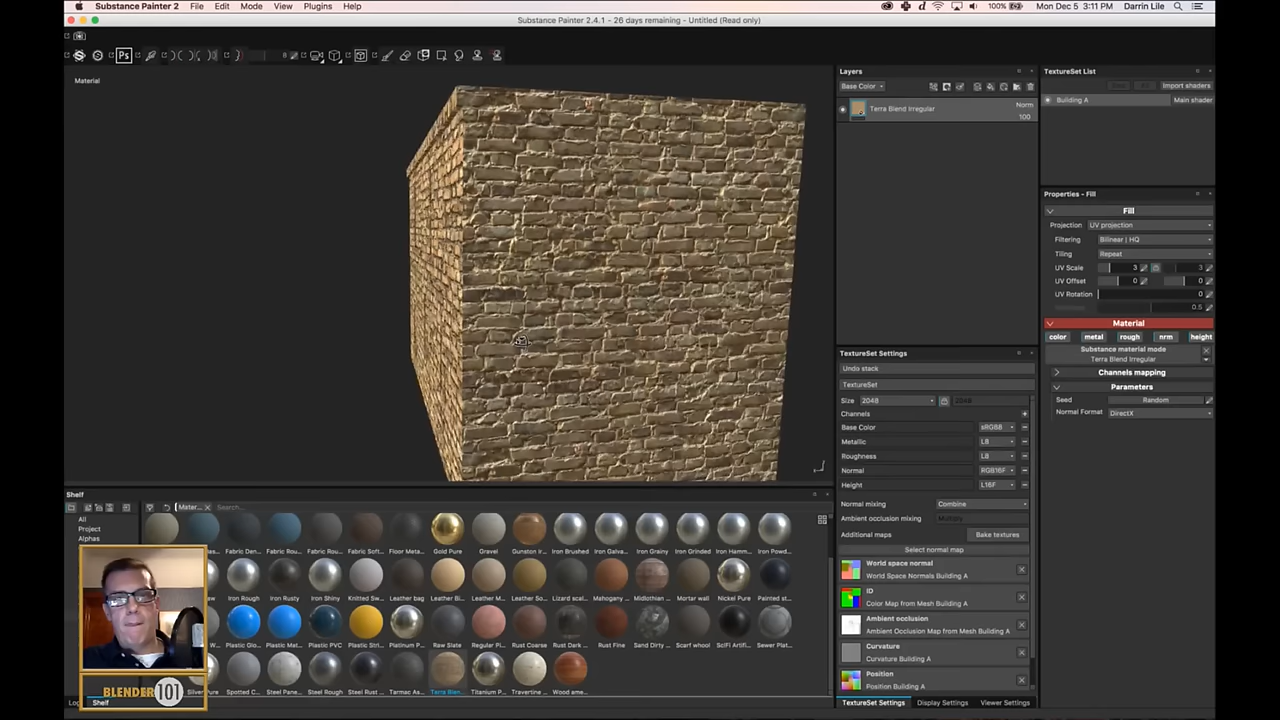 Substance Painter 2 File Edit Mode View Plugins Help
100% Mon Dec 5 3:11 PM Darrin Lile
Substance Painter 2.4.1 - 26 days remaining - Untitled (Read only)
Ps
8
Material
Layers
Base Color
Terra Blend Irregular
Norm
100
TextureSet List
Import shaders
Building A
Main shader
Properties - Fill
Fill
Projection UV projection
Filtering Bilinear | HQ
Tiling Repeat
UV Scale 3 3
UV Offset 0 0
UV Rotation 0
0.5
Material
color metal rough nrm height
Substance material mode
Terra Blend Irregular
Channels mapping
Parameters
Seed Random
Normal Format DirectX
TextureSet Settings
Undo stack
TextureSet
Size 2048 2048
Channels
Base Color sRGB8
Metallic L8
Roughness L8
Normal RGB16F
Height L16F
Normal mixing Combine
Ambient occlusion mixing Multiply
Additional maps Bake textures
Select normal map
World space normal
World Space Normals Building A
ID
Color Map from Mesh Building A
Ambient occlusion
Ambient Occlusion Map from Mesh Building A
Curvature
Curvature Building A
Position
Position Building A
TextureSet Settings Display Settings Viewer Settings
Shelf
Mater... Search...
All
Project
Alphas
Fabric Den... Fabric Rou... Fabric Rou... Fabric Soft... Floor Meta... Gold Pure Gravel Gunston Ir... Iron Brushed Iron Galva... Iron Grainy Iron Grinded Iron Hamm... Iron Powd...
Iron Rough Iron Rusty Iron Shiny Knitted Sw... Leather bag Leather Bi... Leather M... Leather So... Lizard scal... Mahogany ... Midlothian ... Mortar wall Nickel Pure Painted st...
Plastic Glo... Plastic Mat... Plastic PVC Plastic Stri... Platinum P... Raw Slate Regular Pl... Rust Coarse Rust Dark ... Rust Fine Sand Dirty ... Scarf wool SciFi Artifi... Sewer Plat...
Silver Pure Spotted C... Steel Pane... Steel Rough Steel Rust ... Tarmac As... Terra Blen... Titanium P... Travertine ... Wood ame...
BLENDER 101
Shelf